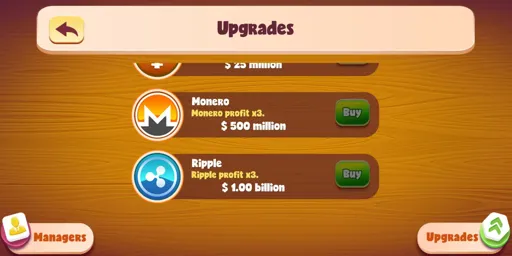 Upgrades
$ 25 million
Monero
Monero profit x3.
$ 500 million
Buy
Ripple
Ripple profit x3.
$ 1.00 billion
Buy
Managers
Upgrades